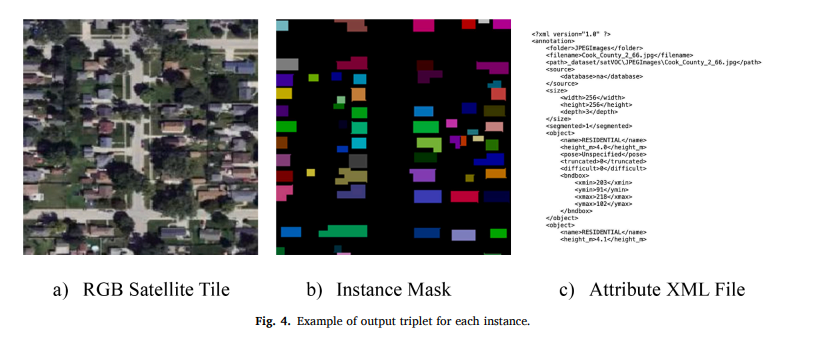 <?xml version="1.0" ?>
<annotation>
<folder>JPEGImages</folder>
<filename>Cook_County_2_66.jpg</filename>
<path>_dataset/satVOC\JPEGImages\Cook_County_2_66.jpg</path>
<source>
<database>na</database>
</source>
<size>
<width>256</width>
<height>256</height>
<depth>3</depth>
</size>
<segmented>1</segmented>
<object>
<name>RESIDENTIAL</name>
<height_m>4.0</height_m>
<pose>Unspecified</pose>
<truncated>0</truncated>
<difficult>0</difficult>
<bndbox>
<xmin>203</xmin>
<ymin>91</ymin>
<xmax>218</xmax>
<ymax>102</ymax>
</bndbox>
</object>
<object>
<name>RESIDENTIAL</name>
<height_m>4.1</height_m>
a) RGB Satellite Tile
b) Instance Mask
c) Attribute XML File
Fig. 4. Example of output triplet for each instance.